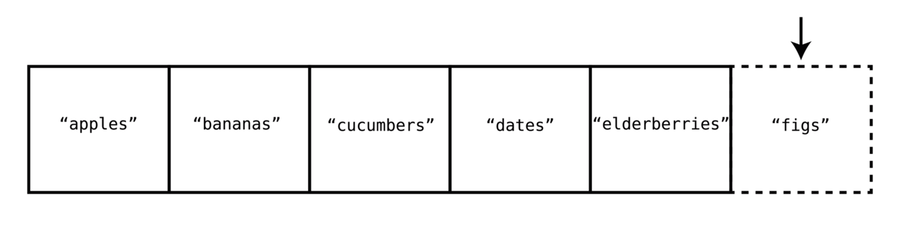 “apples” “bananas” “cucumbers” “dates” “elderberries” “figs”